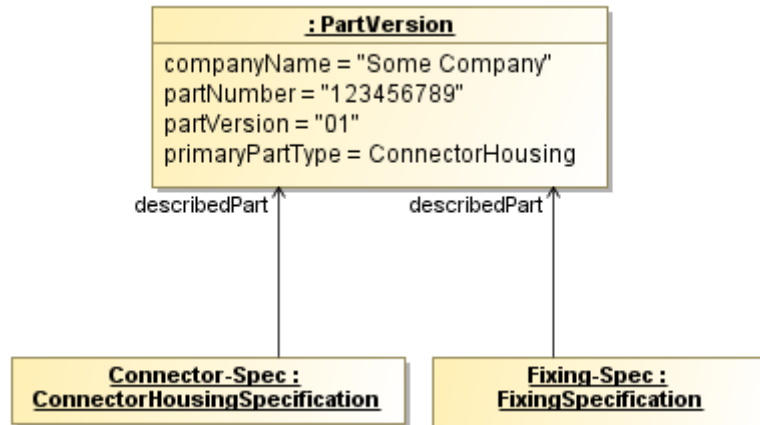 : PartVersion
companyName = "Some Company"
partNumber = "123456789"
partVersion = "01"
primaryPartType = ConnectorHousing
describedPart describedPart
Connector-Spec :
ConnectorHousingSpecification
Fixing-Spec :
FixingSpecification